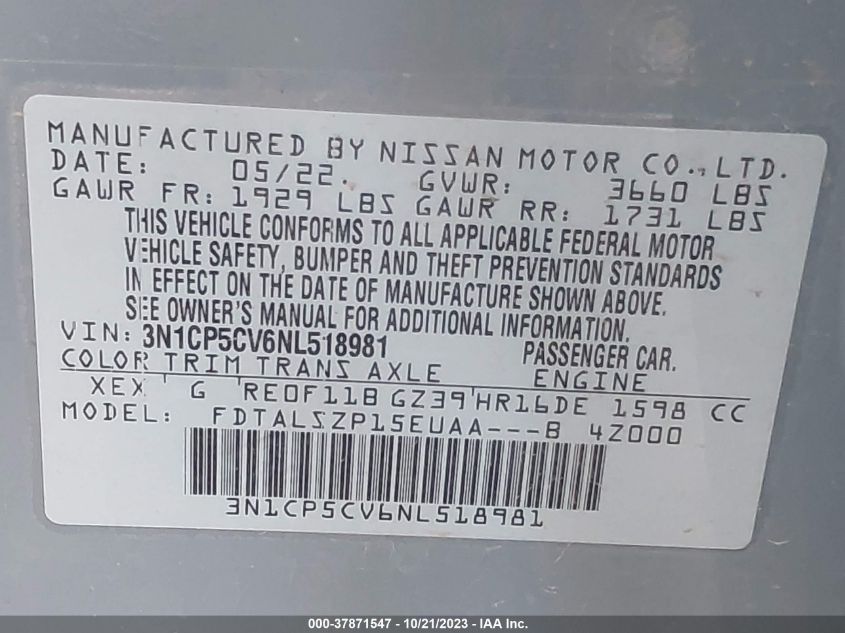 MANUFACTURED BY NISSAN MOTOR CO.,LTD.
DATE: 05/22. GVWR: 3660 LBS
GAWR FR: 1929 LBS GAWR RR: 1731 LBS
THIS VEHICLE CONFORMS TO ALL APPLICABLE FEDERAL MOTOR
VEHICLE SAFETY, BUMPER AND THEFT PREVENTION STANDARDS
IN EFFECT ON THE DATE OF MANUFACTURE SHOWN ABOVE.
SEE OWNER'S MANUAL FOR ADDITIONAL INFORMATION.
VIN: 3N1CP5CV6NL518981 PASSENGER CAR.
COLOR TRIM TRANS AXLE ENGINE
XEX G RE0F11B GZ39 HR16DE 1598 CC
MODEL: FDTALSZP15EUAA---B 4Z000
3N1CP5CV6NL518981
000-37871547 - 10/21/2023 - IAA Inc.